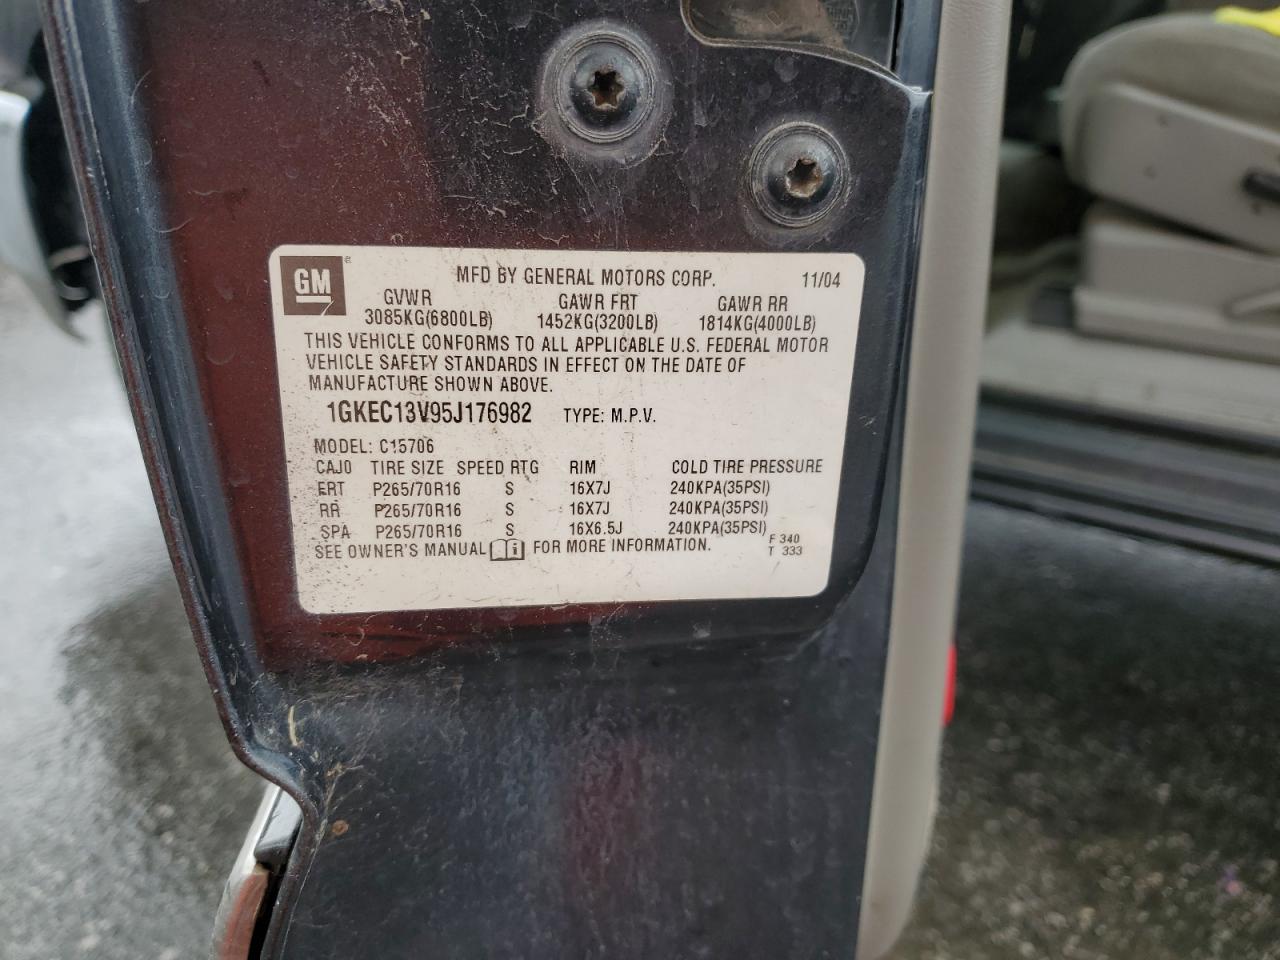 GM MFD BY GENERAL MOTORS CORP. 11/04
GVWR GAWR FRT GAWR RR
3085KG(6800LB) 1452KG(3200LB) 1814KG(4000LB)
THIS VEHICLE CONFORMS TO ALL APPLICABLE U.S. FEDERAL MOTOR
VEHICLE SAFETY STANDARDS IN EFFECT ON THE DATE OF
MANUFACTURE SHOWN ABOVE.
1GKEC13V95J176982 TYPE: M.P.V.
MODEL: C15706
CAJ0 TIRE SIZE SPEED RTG RIM COLD TIRE PRESSURE
FRT P265/70R16 S 16X7J 240KPA(35PSI)
RR P265/70R16 S 16X7J 240KPA(35PSI)
SPA P265/70R16 S 16X6.5J 240KPA(35PSI)
SEE OWNER'S MANUAL FOR MORE INFORMATION. F 340
T 333